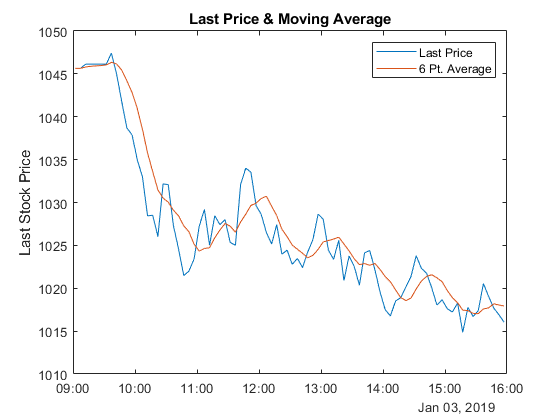 Last Price & Moving Average
Last Price
6 Pt. Average
Last Stock Price
1050
1045
1040
1035
1030
1025
1020
1015
1010
09:00 10:00 11:00 12:00 13:00 14:00 15:00 16:00
Jan 03, 2019